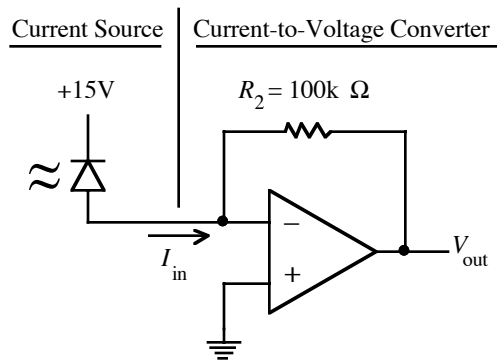 Current Source
Current-to-Voltage Converter
+15V
R2 = 100k Ω
≈
−
+
Iin
Vout